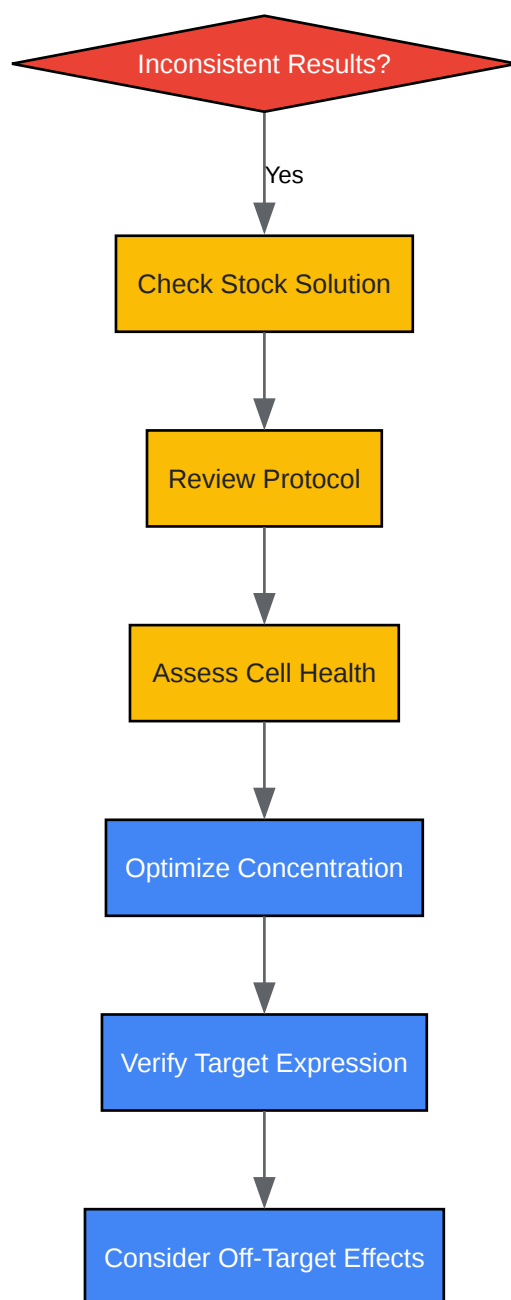 Inconsistent Results?
Yes
Check Stock Solution
Review Protocol
Assess Cell Health
Optimize Concentration
Verify Target Expression
Consider Off-Target Effects